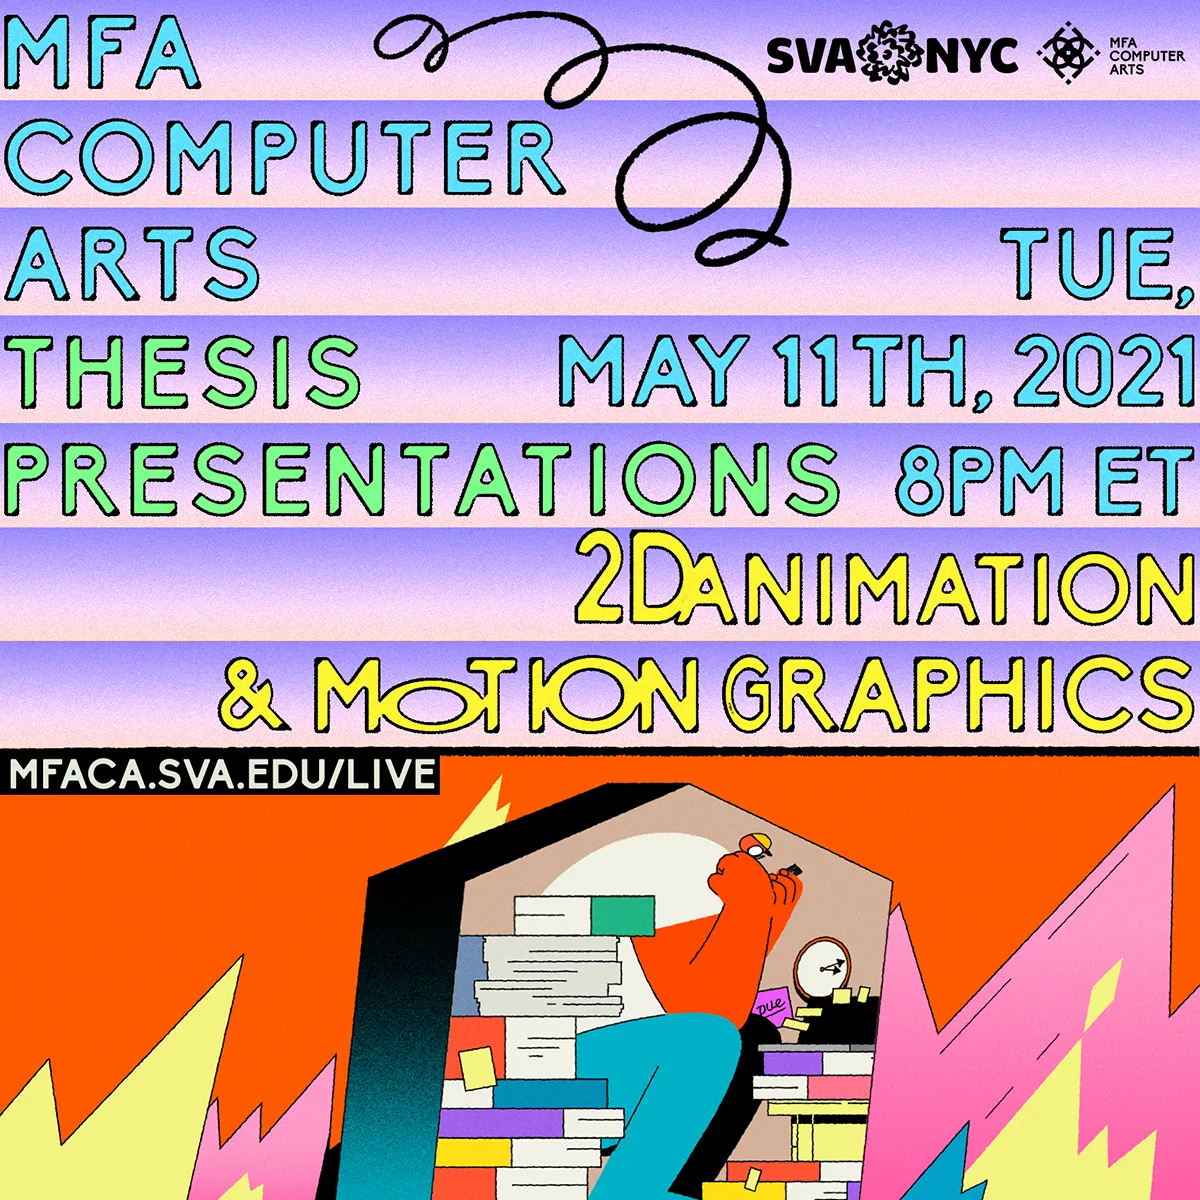 MFA
COMPUTER
ARTS
THESIS
PRESENTATIONS
SVA NYC
MFA
COMPUTER
ARTS
TUE,
MAY 11TH, 2021
8PM ET
2D ANIMATION
& MOTION GRAPHICS
MFACA.SVA.EDU/LIVE
DUE